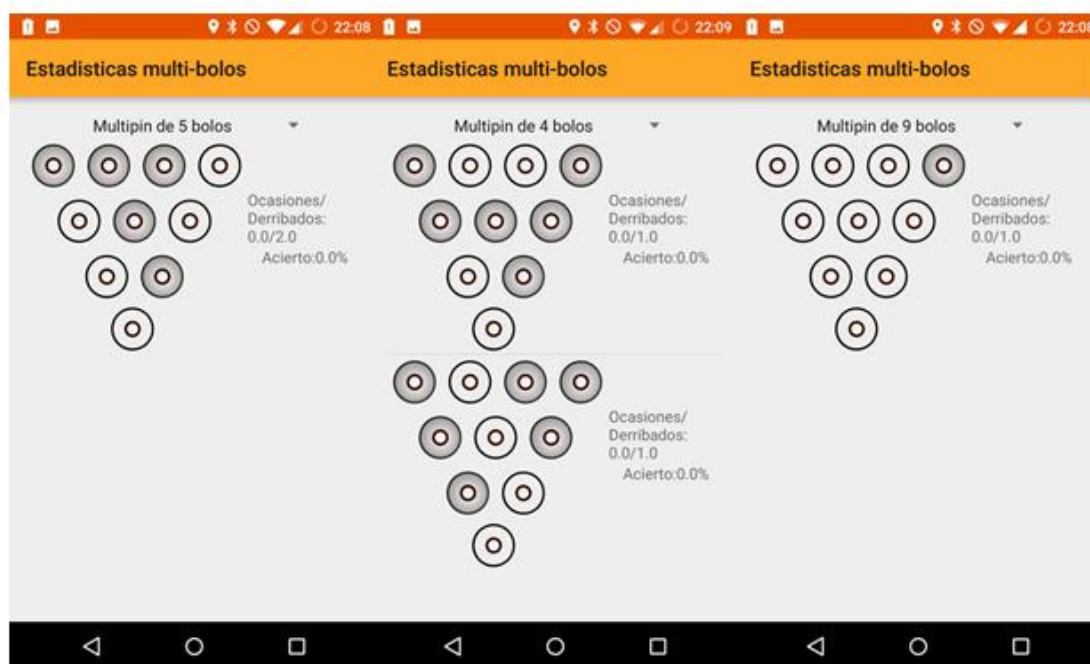 22:08
Estadisticas multi-bolos
Multipin de 5 bolos
Ocasiones/
Derribados:
0.0/2.0
Acierto:0.0%
22:09
Estadisticas multi-bolos
Multipin de 4 bolos
Ocasiones/
Derribados:
0.0/1.0
Acierto:0.0%
Ocasiones/
Derribados:
0.0/1.0
Acierto:0.0%
22:08
Estadisticas multi-bolos
Multipin de 9 bolos
Ocasiones/
Derribados:
0.0/1.0
Acierto:0.0%